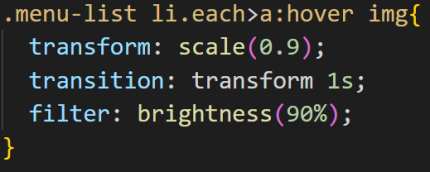 .menu-list li.each>a:hover img{
transform: scale(0.9);
transition: transform 1s;
filter: brightness(90%);
}